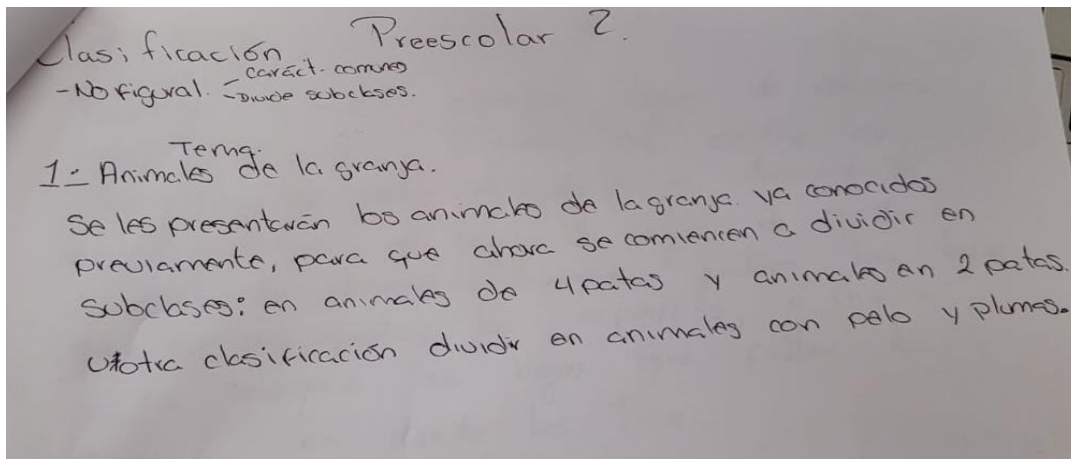 Clasificación Preescolar 2.
- No figural. - caráct. comunes
- Divide subclases.
Tema.
1:- Animales de la granja.
Se les presentarán los animales de la granja. ya conocidos
previamente, para que ahora se comiencen a dividir en
subclases: en animales de 4 patas y animales en 2 patas.
u otra clasificación dividir en animales con pelo y plumas.